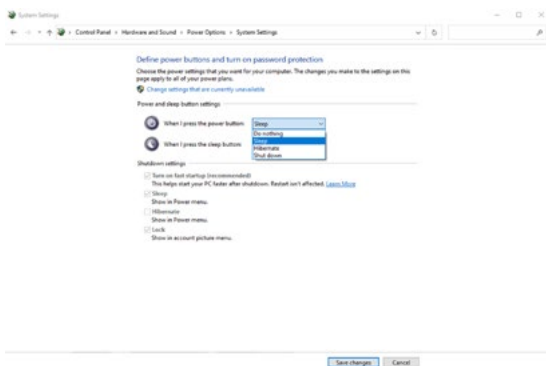 System Settings
Control Panel > Hardware and Sound > Power Options > System Settings
Define power buttons and turn on password protection
Choose the power settings that you want for your computer. The changes you make to the settings on this
page apply to all of your power plans.
Change settings that are currently unavailable
Power and sleep button settings
When I press the power button: Sleep
Do nothing
Sleep
When I press the sleep button:
Hibernate
Shut down
Shutdown settings
Turn on fast startup (recommended)
This helps start your PC faster after shutdown. Restart isn't affected. Learn More
Sleep
Show in Power menu.
Hibernate
Show in Power menu.
Lock
Show in account picture menu.
Save changes Cancel